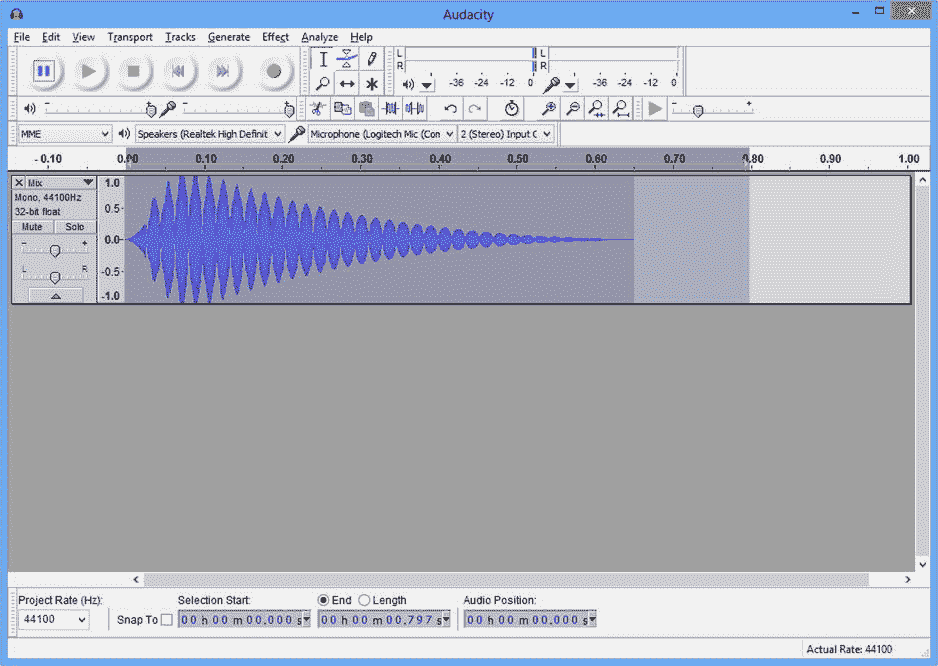 Audacity
File Edit View Transport Tracks Generate Effect Analyze Help
L R
-36 -24 -12 0
L R
-36 -24 -12 0
- + - +
- +
MME Speakers (Realtek High Definit Microphone (Logitech Mic (Con 2 (Stereo) Input C
-0.10 0.00 0.10 0.20 0.30 0.40 0.50 0.60 0.70 0.80 0.90 1.00
X Mix
Mono, 44100Hz
32-bit float
Mute Solo
- +
L R
1.0
0.5
0.0
-0.5
-1.0
Project Rate (Hz): Selection Start: End Length Audio Position:
44100 Snap To 00 h 00 m 00.000 s 00 h 00 m 00.797 s 00 h 00 m 00.000 s
Actual Rate: 44100